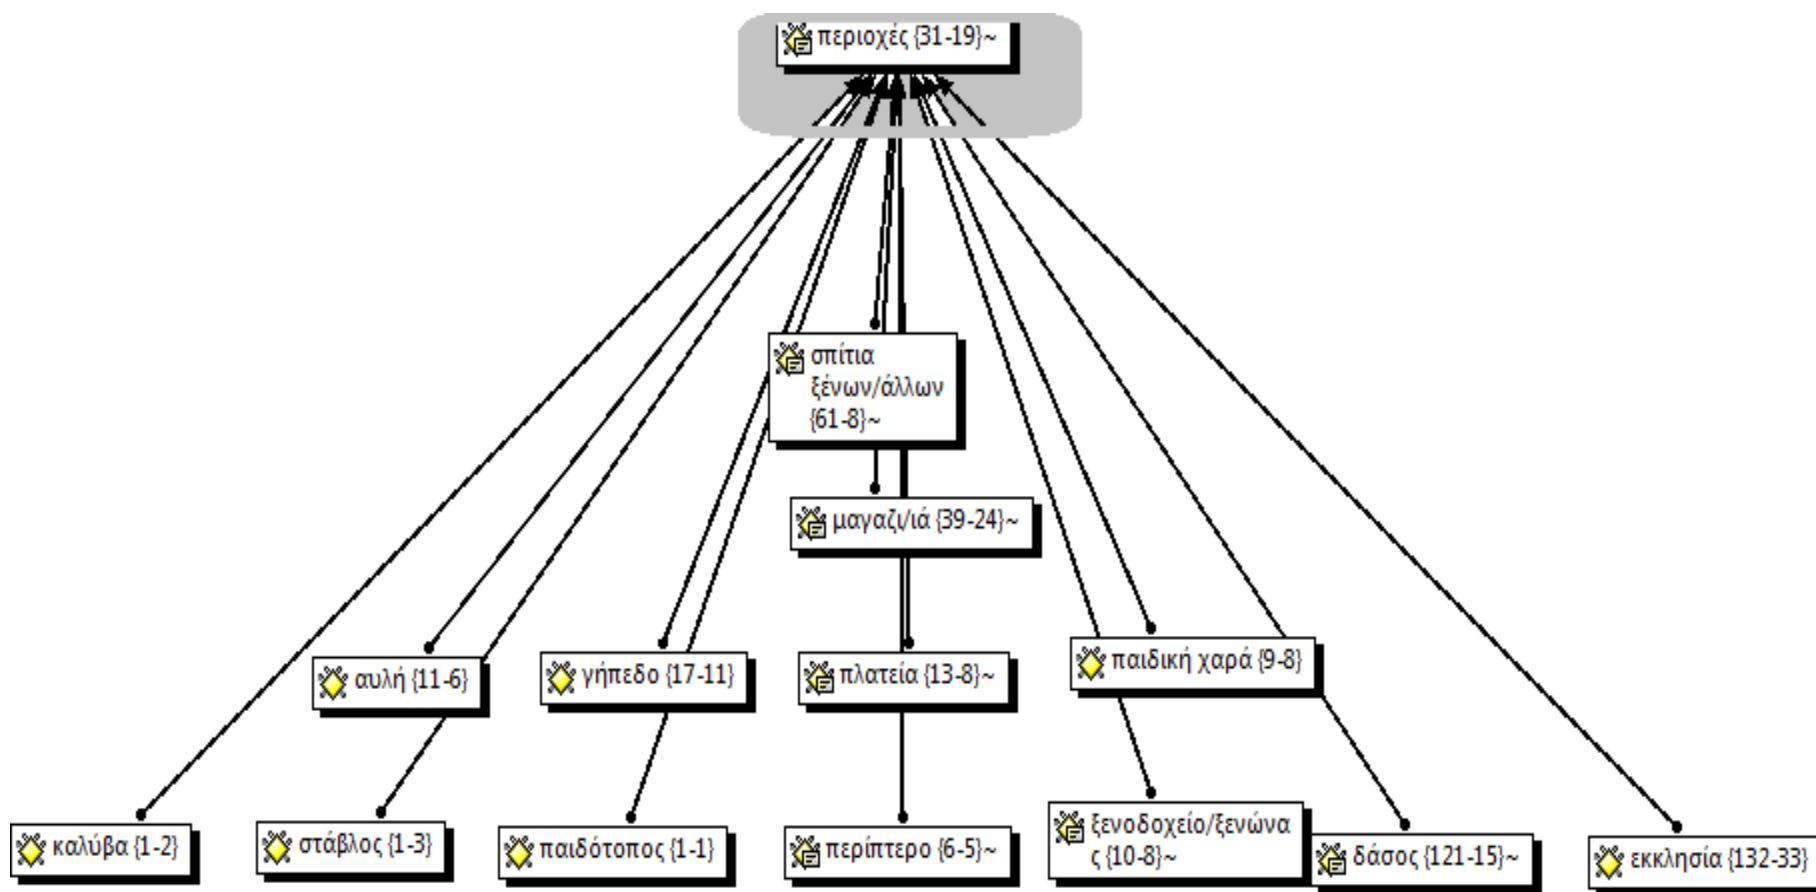 περιοχές {31-19}~
σπίτια
ξένων/άλλων
{61-8}~
μαγαζι/ιά {39-24}~
αυλή {11-6}
γήπεδο {17-11}
πλατεία {13-8}~
παιδική χαρά {9-8}
καλύβα {1-2}
στάβλος {1-3}
παιδότοπος {1-1}
περίπτερο {6-5}~
ξενοδοχείο/ξενώνα
ς {10-8}~
δάσος {121-15}~
εκκλησία {132-33}